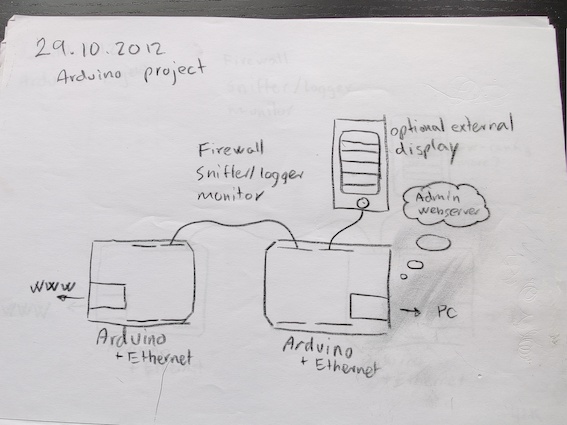 29.10.2012
Arduino project
Firewall
Sniffer/logger
monitor
optional external
display
Admin
webserver
WWW
PC
Arduino
+ Ethernet
Arduino
+ Ethernet